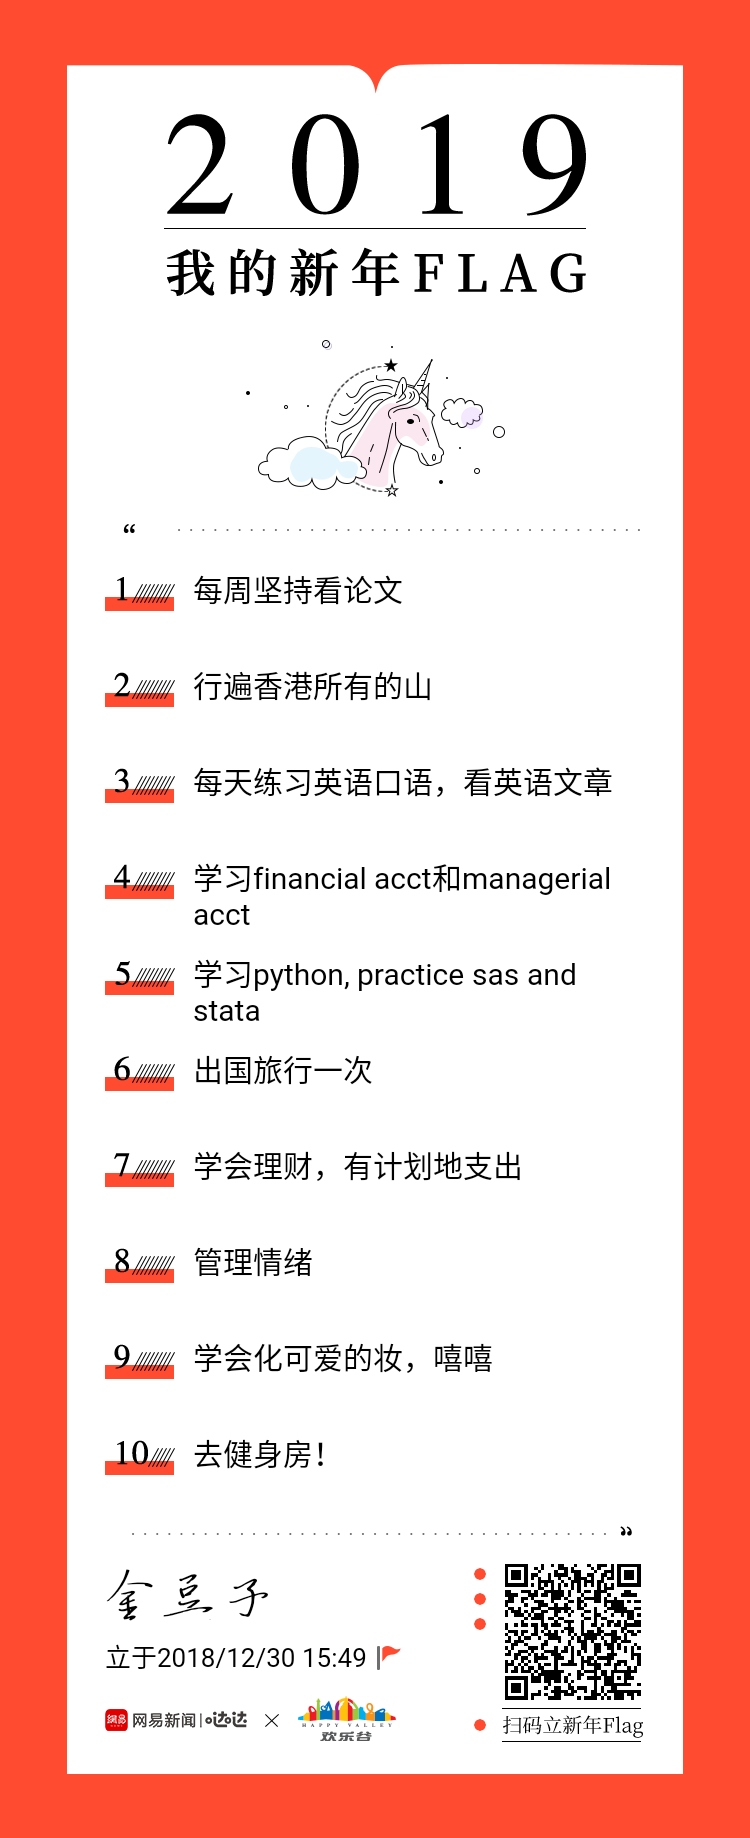 2019
我的新年FLAG
“
1 每周坚持看论文
2 行遍香港所有的山
3 每天练习英语口语，看英语文章
4 学习financial acct和managerial
acct
5 学习python, practice sas and
stata
6 出国旅行一次
7 学会理财，有计划地支出
8 管理情绪
9 学会化可爱的妆，嘻嘻
10 去健身房！
”
金豆子
立于2018/12/30 15:49
網易 网易新闻 | 哒哒 × HAPPY VALLEY
欢乐谷
扫码立新年Flag